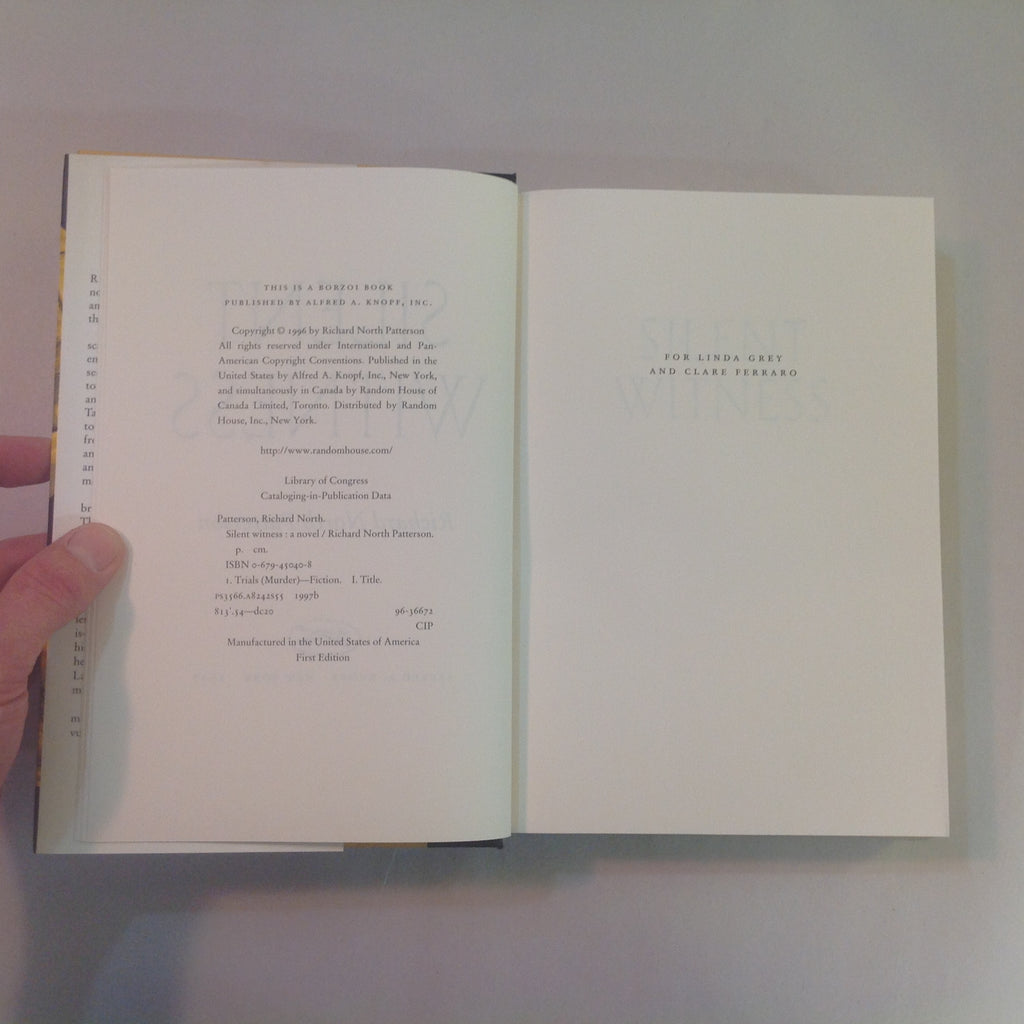 THIS IS A BORZOI BOOK
PUBLISHED BY ALFRED A. KNOPF, INC.
Copyright © 1996 by Richard North Patterson
All rights reserved under International and Pan-
American Copyright Conventions. Published in the
United States by Alfred A. Knopf, Inc., New York,
and simultaneously in Canada by Random House of
Canada Limited, Toronto. Distributed by Random
House, Inc., New York.
http://www.randomhouse.com/
Library of Congress
Cataloging-in-Publication Data
Patterson, Richard North.
Silent witness : a novel / Richard North Patterson.
p. cm.
ISBN 0-679-45040-8
1. Trials (Murder)—Fiction. I. Title.
PS3566.A8242S55 1997b
813'.54—dc20 96-36672
CIP
Manufactured in the United States of America
First Edition
FOR LINDA GREY
AND CLARE FERRARO